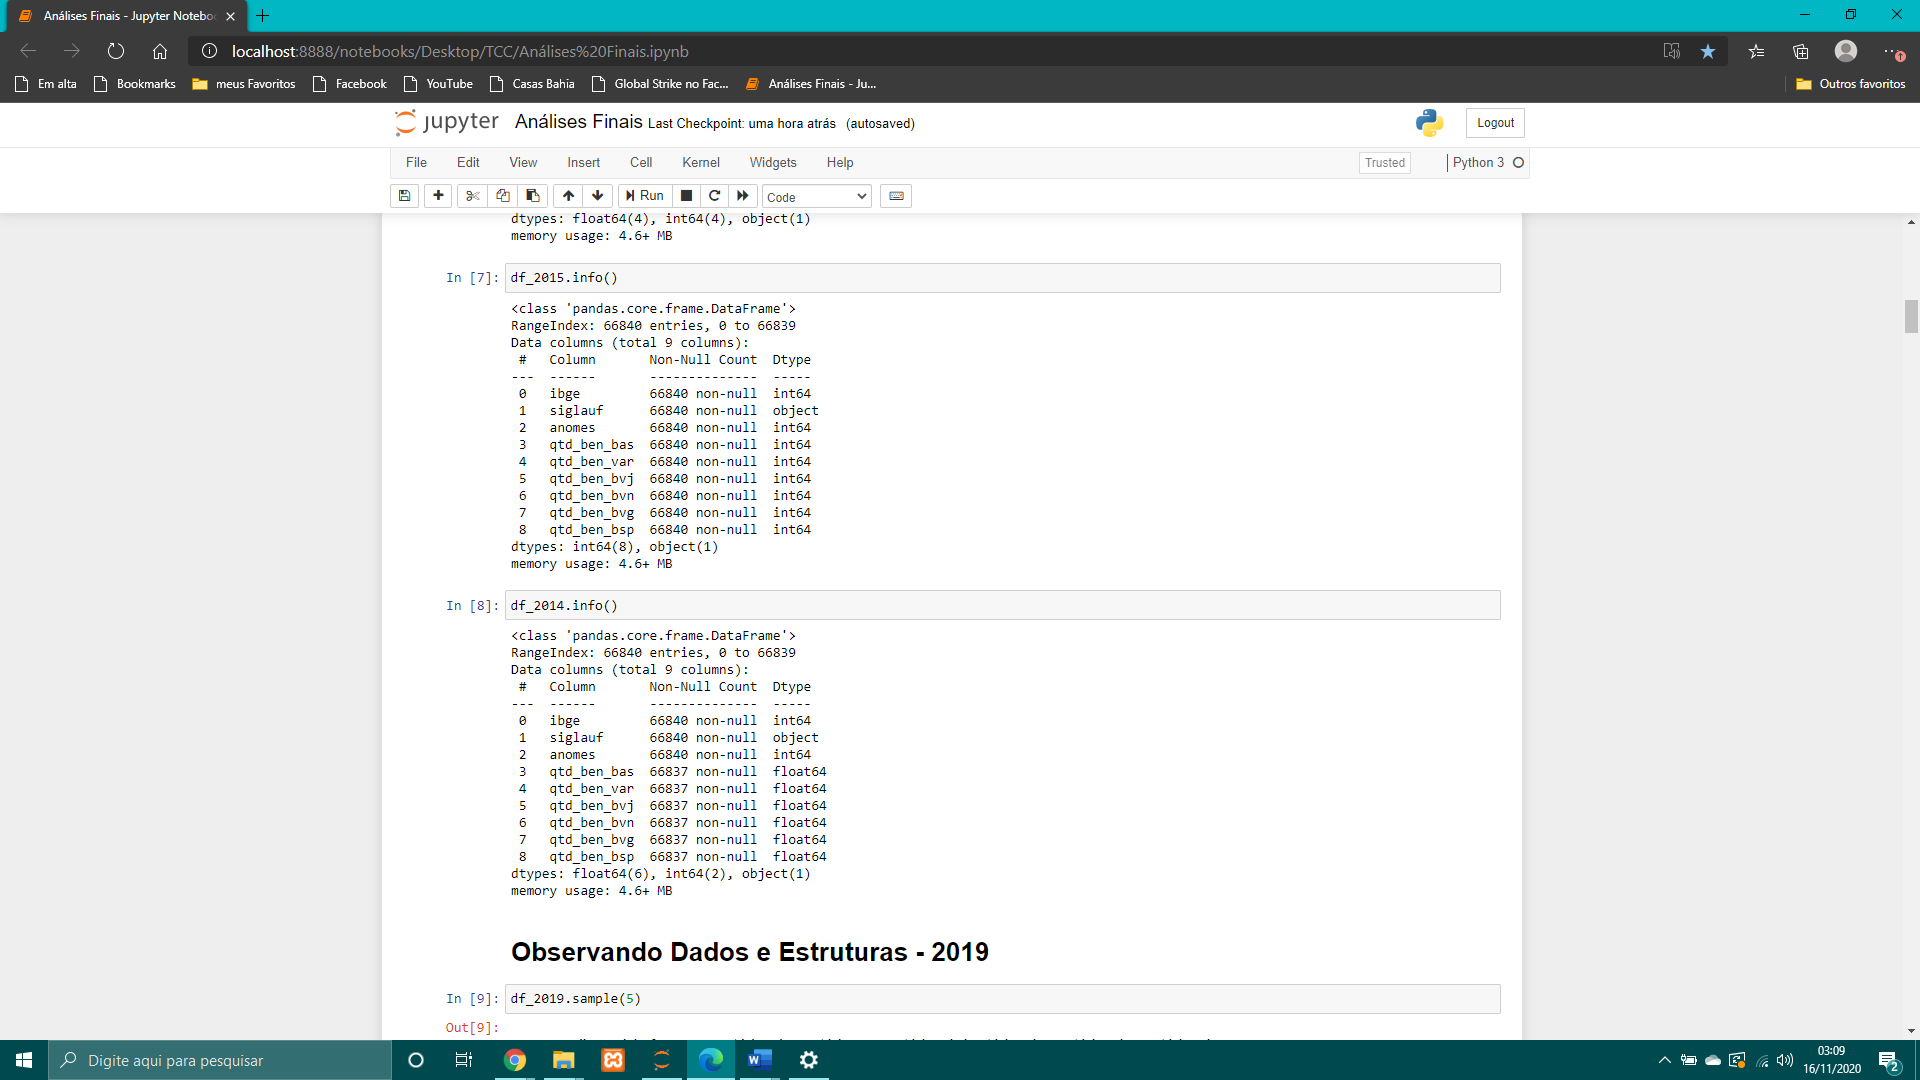 Análises Finais - Jupyter Notebo
localhost:8888/notebooks/Desktop/TCC/Análises%20Finais.ipynb
Em alta
Bookmarks
meus Favoritos
Facebook
YouTube
Casas Bahia
Global Strike no Fac...
Análises Finais - Ju...
Outros favoritos
jupyter Análises Finais Last Checkpoint: uma hora atrás (autosaved)
Logout
File Edit View Insert Cell Kernel Widgets Help
Trusted
Python 3
Run
Code
dtypes: float64(4), int64(4), object(1)
memory usage: 4.6+ MB
In [7]: df_2015.info()
<class 'pandas.core.frame.DataFrame'>
RangeIndex: 66840 entries, 0 to 66839
Data columns (total 9 columns):
# Column Non-Null Count Dtype
--- ------ -------------- -----
0 ibge 66840 non-null int64
1 siglauf 66840 non-null object
2 anomes 66840 non-null int64
3 qtd_ben_bas 66840 non-null int64
4 qtd_ben_var 66840 non-null int64
5 qtd_ben_bvj 66840 non-null int64
6 qtd_ben_bvn 66840 non-null int64
7 qtd_ben_bvg 66840 non-null int64
8 qtd_ben_bsp 66840 non-null int64
dtypes: int64(8), object(1)
memory usage: 4.6+ MB
In [8]: df_2014.info()
<class 'pandas.core.frame.DataFrame'>
RangeIndex: 66840 entries, 0 to 66839
Data columns (total 9 columns):
# Column Non-Null Count Dtype
--- ------ -------------- -----
0 ibge 66840 non-null int64
1 siglauf 66840 non-null object
2 anomes 66840 non-null int64
3 qtd_ben_bas 66837 non-null float64
4 qtd_ben_var 66837 non-null float64
5 qtd_ben_bvj 66837 non-null float64
6 qtd_ben_bvn 66837 non-null float64
7 qtd_ben_bvg 66837 non-null float64
8 qtd_ben_bsp 66837 non-null float64
dtypes: float64(6), int64(2), object(1)
memory usage: 4.6+ MB
Observando Dados e Estruturas - 2019
In [9]: df_2019.sample(5)
Out[9]:
Digite aqui para pesquisar
03:09
16/11/2020
2